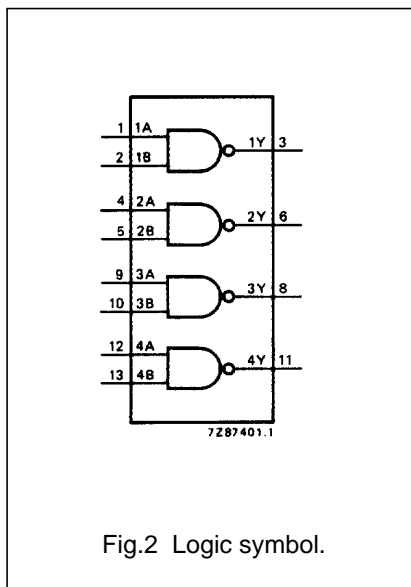 1 1A 1Y 3
2 1B
4 2A 2Y 6
5 2B
9 3A 3Y 8
10 3B
12 4A 4Y 11
13 4B
7Z87401.1
Fig.2 Logic symbol.